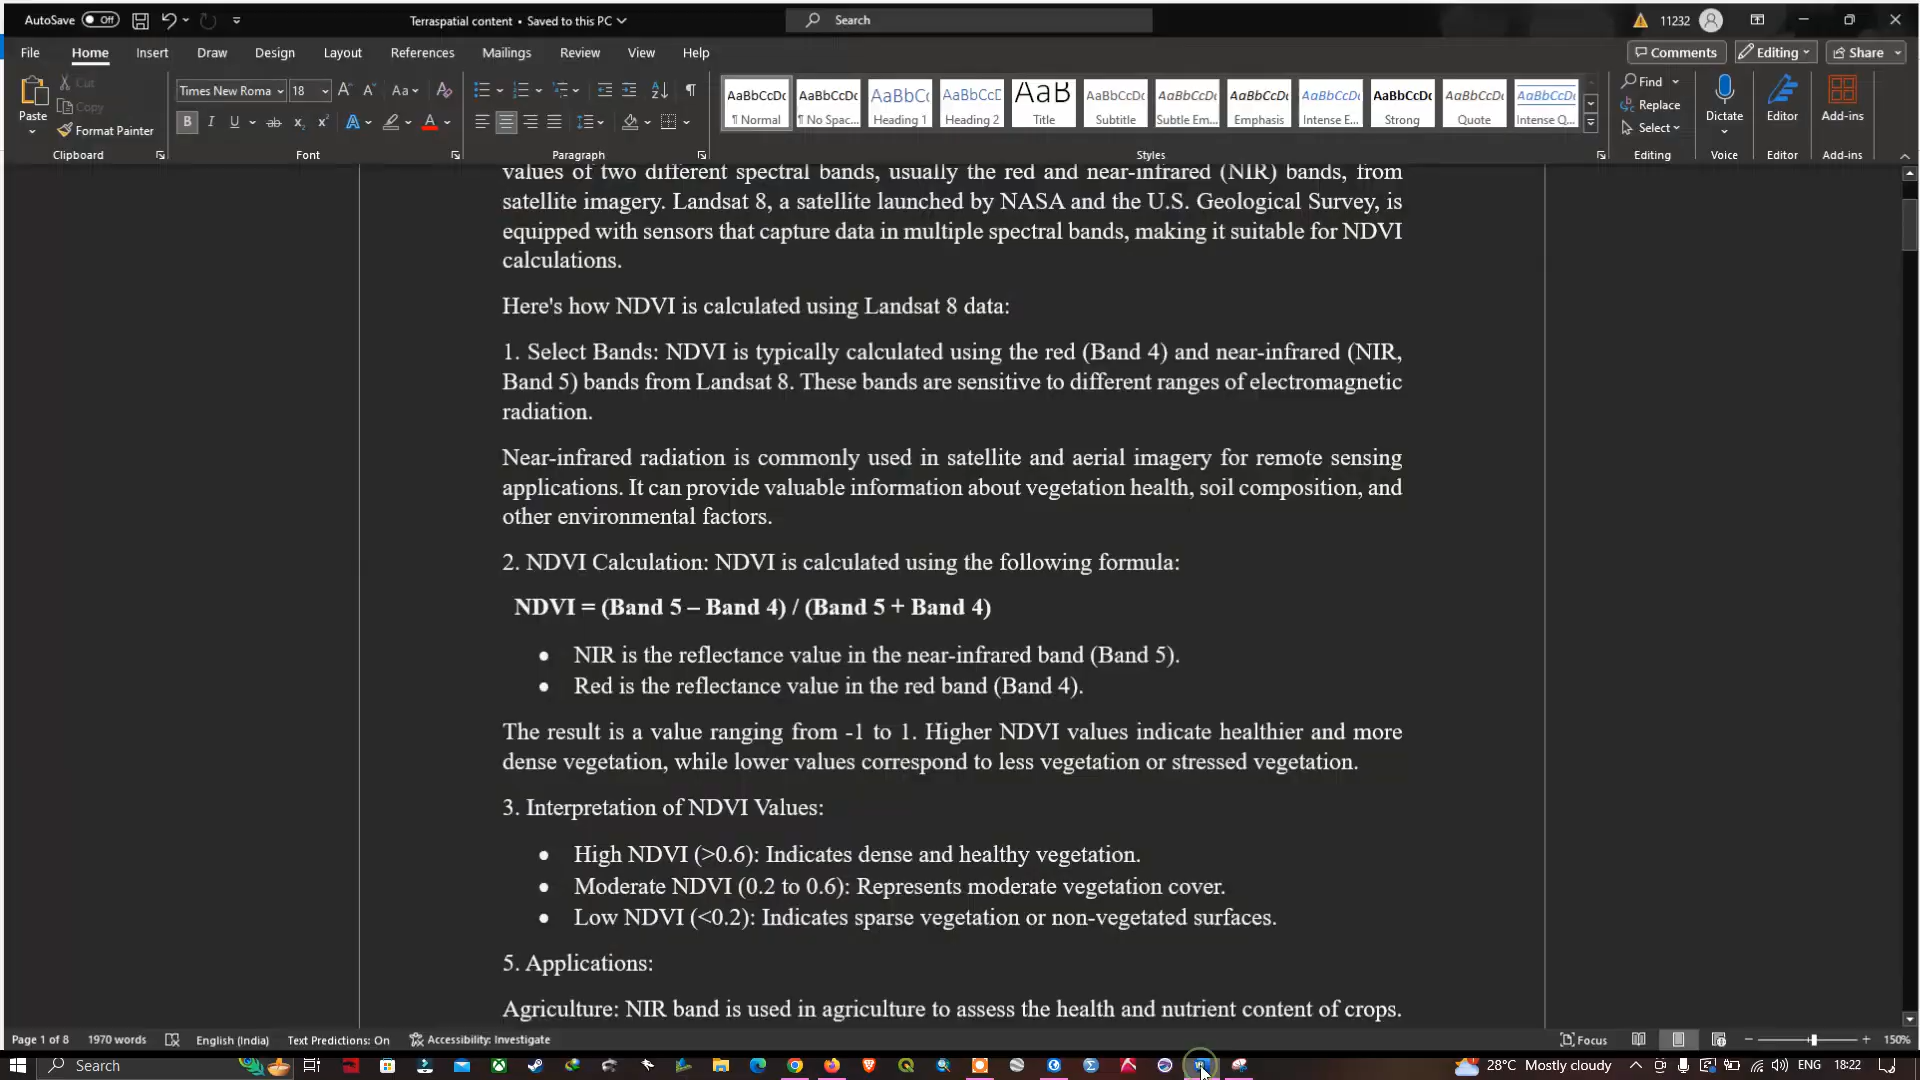 AutoSave Off Terraspatial content • Saved to this PC Search 11232
File Home Insert Draw Design Layout References Mailings Review View Help Comments Editing Share
Paste Cut Copy Format Painter Clipboard
Times New Roma 18 Font
Paragraph
AaBbCcDc AaBbCcDc AaBbC AaBbCcD AaB AaBbCcD AaBbCcDc AaBbCcDc AaBbCcDc AaBbCcDc AaBbCcDc AaBbCcDc
¶ Normal ¶ No Spac... Heading 1 Heading 2 Title Subtitle Subtle Em... Emphasis Intense E... Strong Quote Intense Q...
Styles
Find Replace Select Editing
Dictate Voice
Editor Editor
Add-ins Add-ins
values of two different spectral bands, usually the red and near-infrared (NIR) bands, from
satellite imagery. Landsat 8, a satellite launched by NASA and the U.S. Geological Survey, is
equipped with sensors that capture data in multiple spectral bands, making it suitable for NDVI
calculations.
Here's how NDVI is calculated using Landsat 8 data:
1. Select Bands: NDVI is typically calculated using the red (Band 4) and near-infrared (NIR,
Band 5) bands from Landsat 8. These bands are sensitive to different ranges of electromagnetic
radiation.
Near-infrared radiation is commonly used in satellite and aerial imagery for remote sensing
applications. It can provide valuable information about vegetation health, soil composition, and
other environmental factors.
2. NDVI Calculation: NDVI is calculated using the following formula:
NDVI = (Band 5 – Band 4) / (Band 5 + Band 4)
• NIR is the reflectance value in the near-infrared band (Band 5).
• Red is the reflectance value in the red band (Band 4).
The result is a value ranging from -1 to 1. Higher NDVI values indicate healthier and more
dense vegetation, while lower values correspond to less vegetation or stressed vegetation.
3. Interpretation of NDVI Values:
• High NDVI (>0.6): Indicates dense and healthy vegetation.
• Moderate NDVI (0.2 to 0.6): Represents moderate vegetation cover.
• Low NDVI (<0.2): Indicates sparse vegetation or non-vegetated surfaces.
5. Applications:
Agriculture: NIR band is used in agriculture to assess the health and nutrient content of crops.
Page 1 of 8 1970 words English (India) Text Predictions: On Accessibility: Investigate Focus 150%
Search 28°C Mostly cloudy ENG 18:22